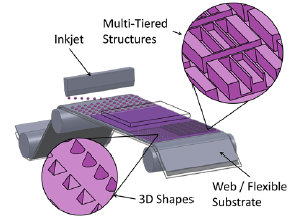 Multi-Tiered
Structures
Inkjet
3D Shapes
Web / Flexible
Substrate